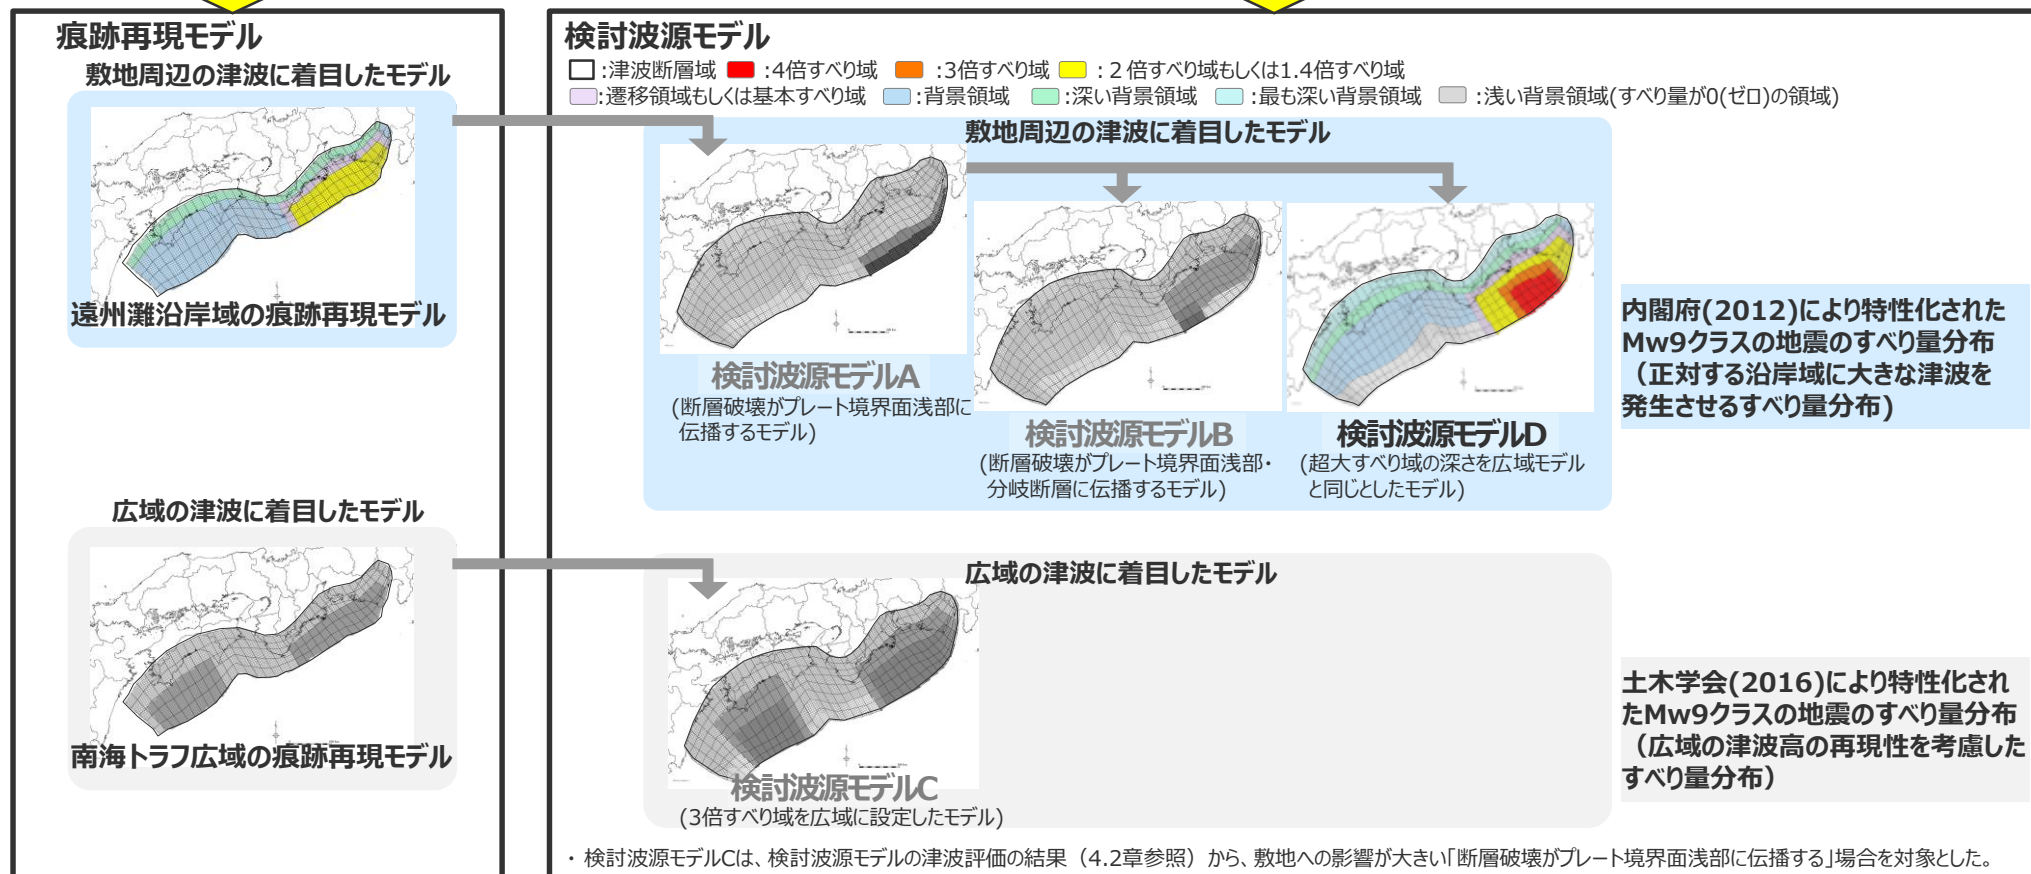 痕跡再現モデル
敷地周辺の津波に着目したモデル
遠州灘沿岸域の痕跡再現モデル
広域の津波に着目したモデル
南海トラフ広域の痕跡再現モデル
検討波源モデル
:津波断層域 :4倍すべり域 :3倍すべり域 :２倍すべり域もしくは1.4倍すべり域
:遷移領域もしくは基本すべり域 :背景領域 :深い背景領域 :最も深い背景領域 :浅い背景領域(すべり量が0(ゼロ)の領域)
敷地周辺の津波に着目したモデル
検討波源モデルA
(断層破壊がプレート境界面浅部に
伝播するモデル)
検討波源モデルB
(断層破壊がプレート境界面浅部・
分岐断層に伝播するモデル)
検討波源モデルD
(超大すべり域の深さを広域モデル
と同じとしたモデル)
内閣府(2012)により特性化された
Mw9クラスの地震のすべり量分布
（正対する沿岸域に大きな津波を
発生させるすべり量分布)
広域の津波に着目したモデル
検討波源モデルC
(3倍すべり域を広域に設定したモデル)
土木学会(2016)により特性化され
たMw9クラスの地震のすべり量分布
（広域の津波高の再現性を考慮した
すべり量分布）
・検討波源モデルCは、検討波源モデルの津波評価の結果（4.2章参照）から、敷地への影響が大きい「断層破壊がプレート境界面浅部に伝播する」場合を対象とした。